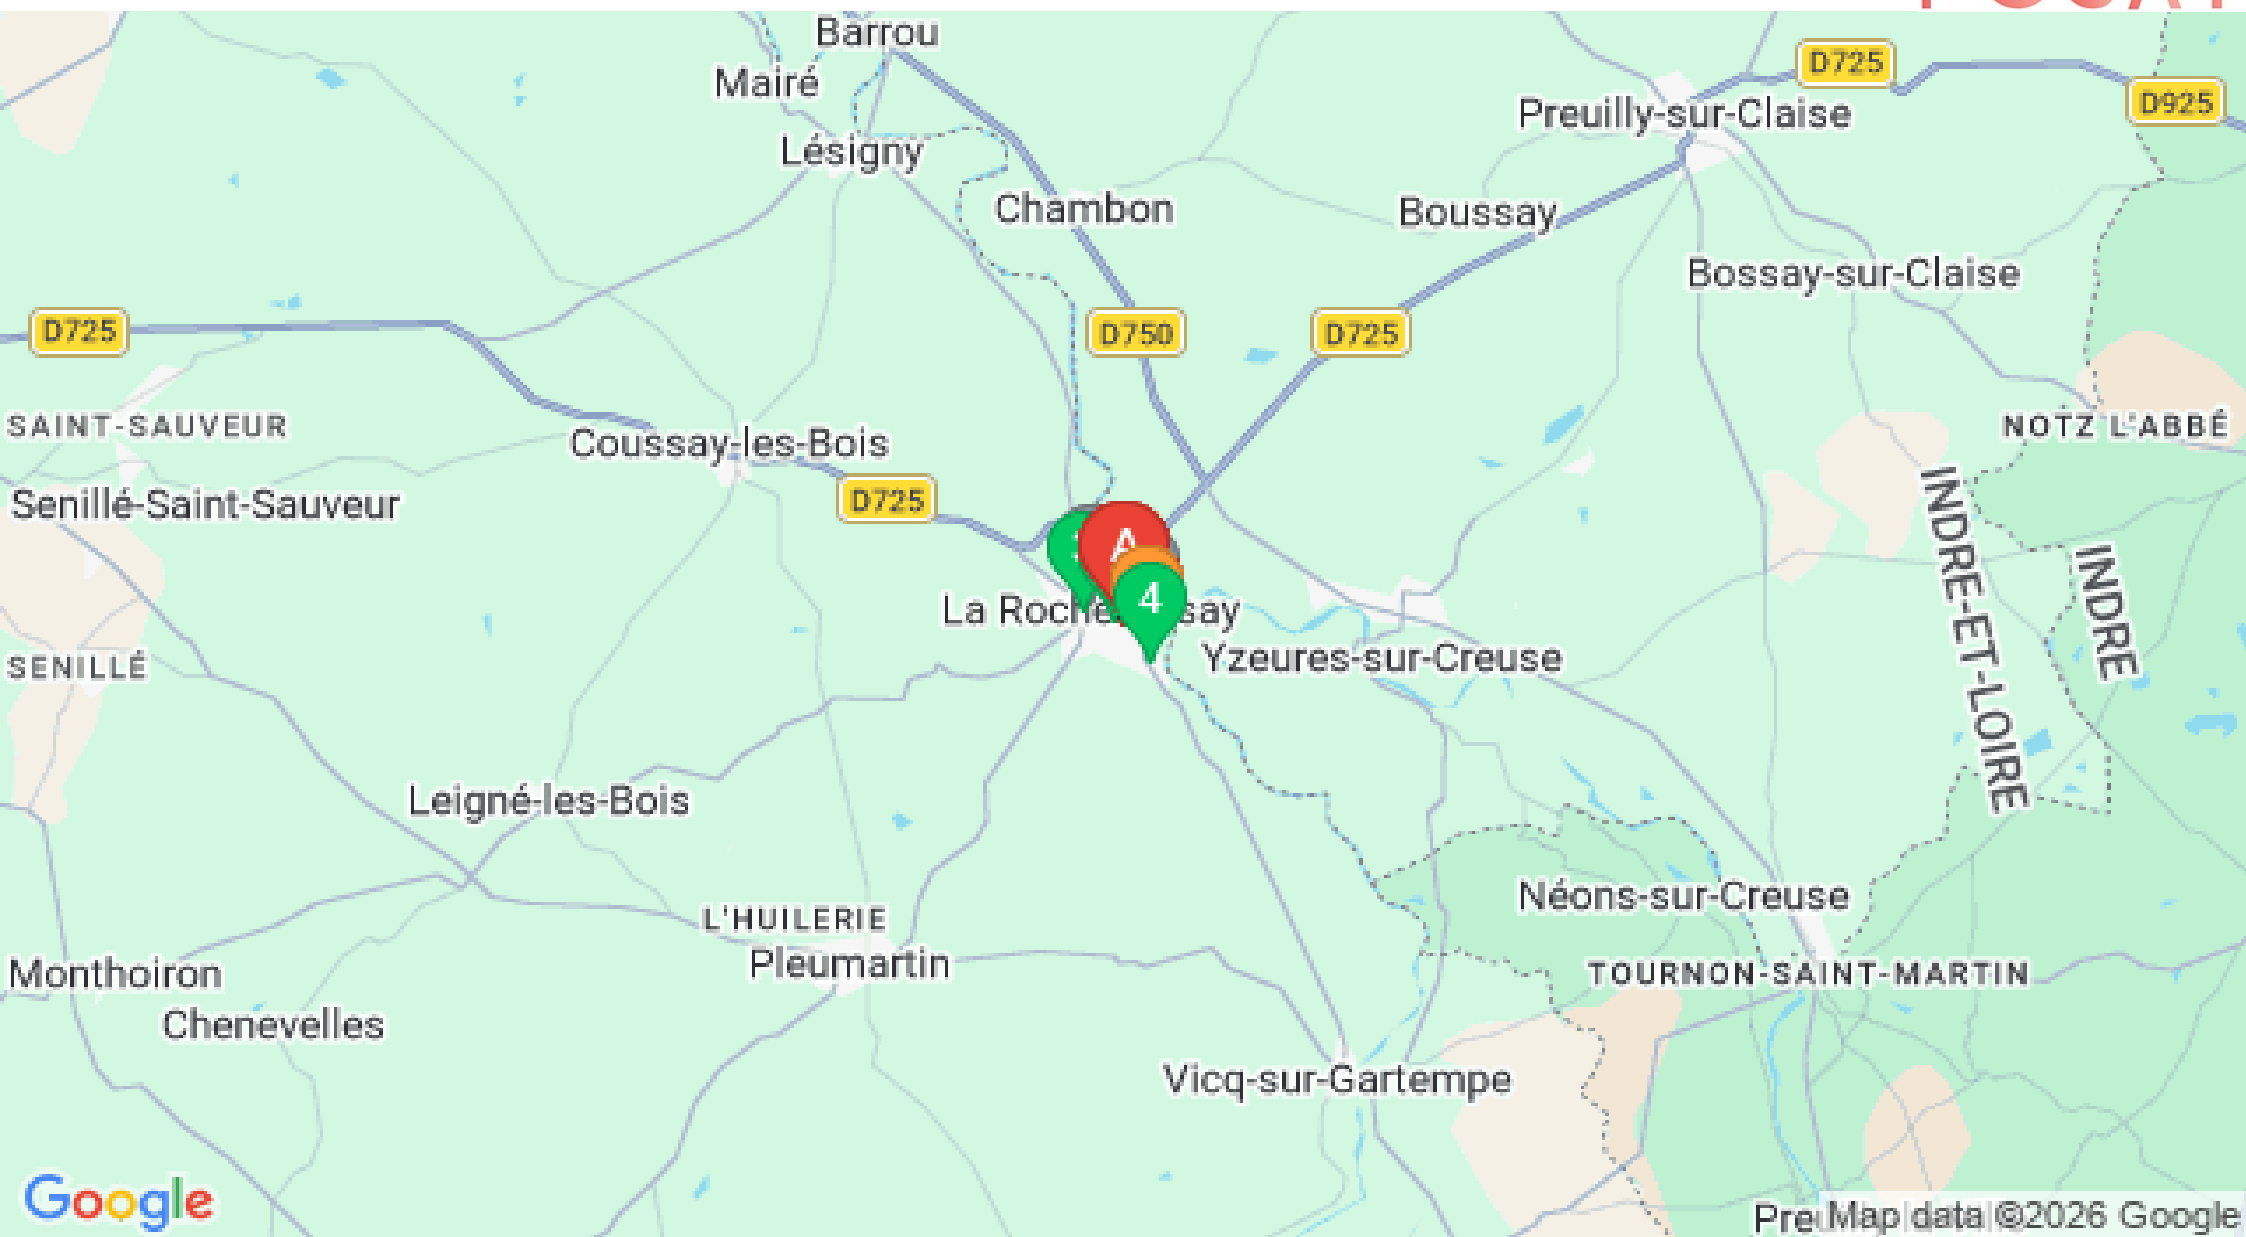 Barrou
Mairé
D725
D925
Preuilly-sur-Claise
Lésigny
Chambon
Boussay
Bossay-sur-Claise
D725
D750
D725
SAINT-SAUVEUR
NOTZ L'ABBÉ
Coussay-les-Bois
D725
Senillé-Saint-Sauveur
INDRE-ET-LOIRE
INDRE
A
4
La Roche
say
Yzeures-sur-Creuse
SENILLÉ
Leigné-les-Bois
Néons-sur-Creuse
L'HUILERIE
Pleumartin
Monthoiron
TOURNON-SAINT-MARTIN
Chenevelles
Vicq-sur-Gartempe
Google
Map data ©2026 Google